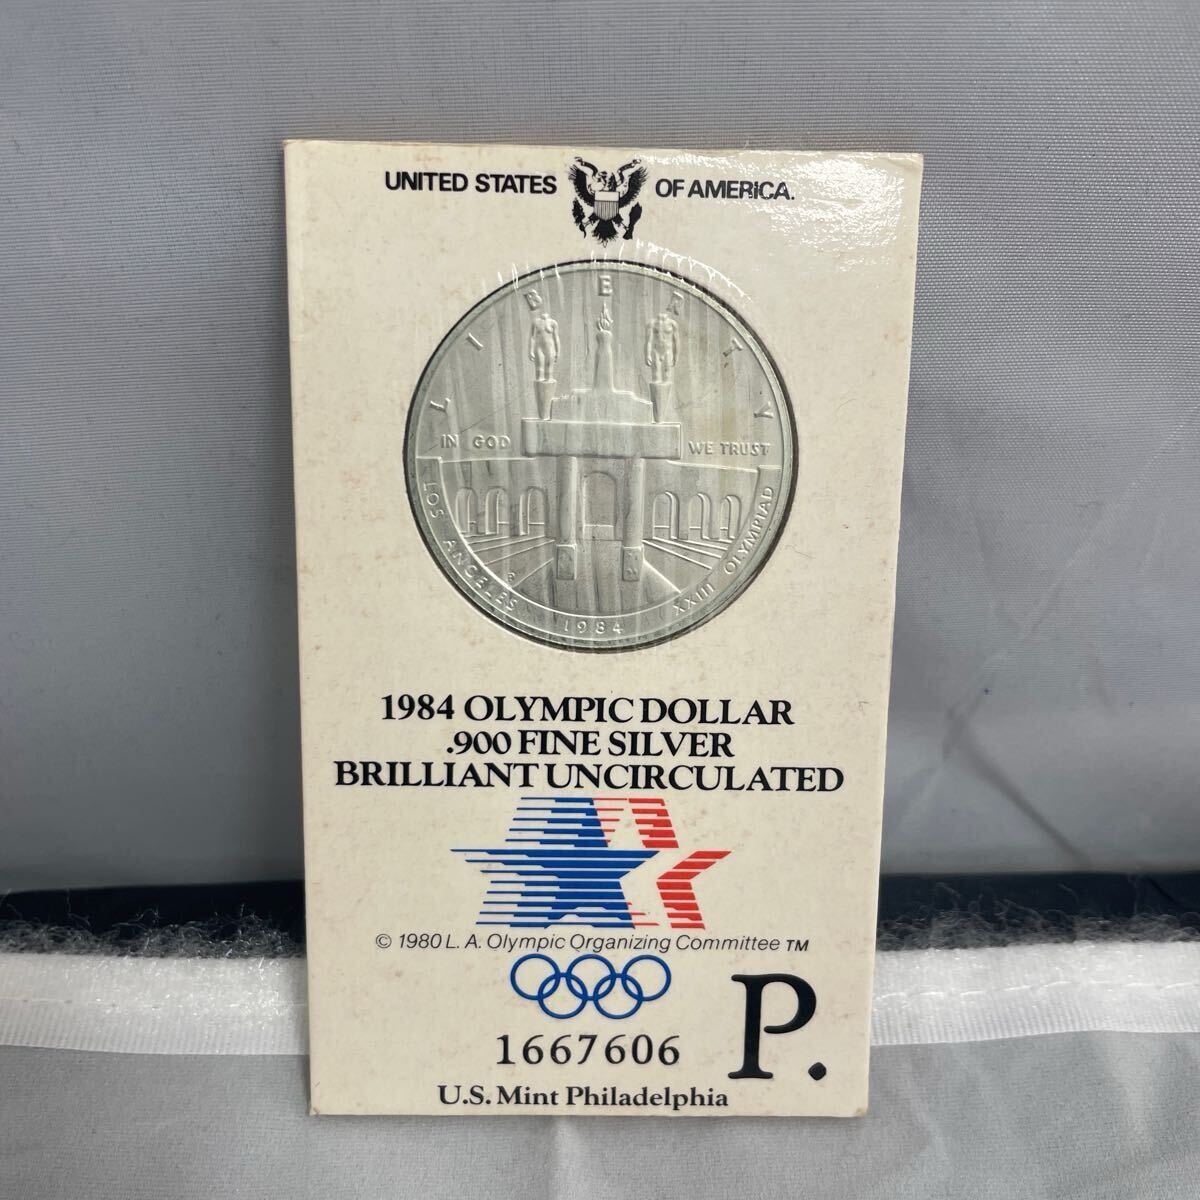 UNITED STATES OF AMERICA.
LIBERTY
IN GOD WE TRUST
LOS ANGELES XXIII OLYMPIAD
P
1984
1984 OLYMPIC DOLLAR
.900 FINE SILVER
BRILLIANT UNCIRCULATED
© 1980 L. A. Olympic Organizing Committee TM
1667606
P.
U.S. Mint Philadelphia